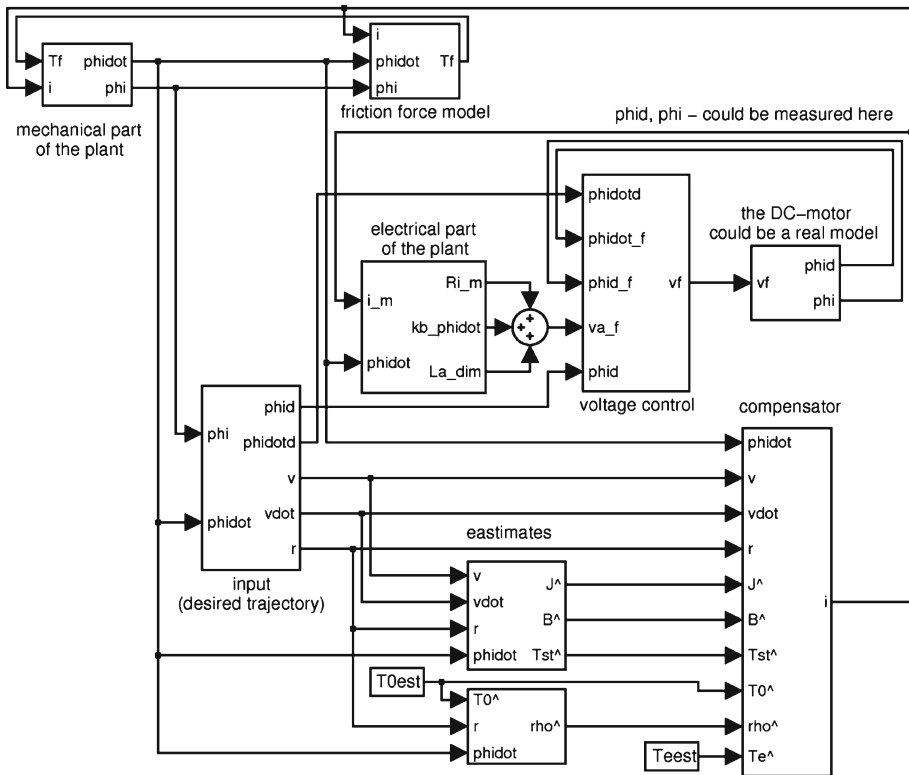 i
Tf
phidot
phidot
Tf
i
phi
phi
friction force model
mechanical part
of the plant
phid, phi – could be measured here
phidotd
the DC–motor
could be a real model
electrical part
of the plant
phidot_f
phid
Ri_m
phid_f
vf
vf
i_m
phi
kb_phidot
+
+
+
va_f
phidot
La_dim
phid
voltage control
compensator
phid
phi
phidotd
phidot
v
v
vdot
vdot
phidot
eastimates
r
r
input
(desired trajectory)
v
J^
J^
vdot
B^
B^
i
r
phidot
Tst^
Tst^
T0est
T0^
T0^
r
rho^
rho^
phidot
Teest
Te^